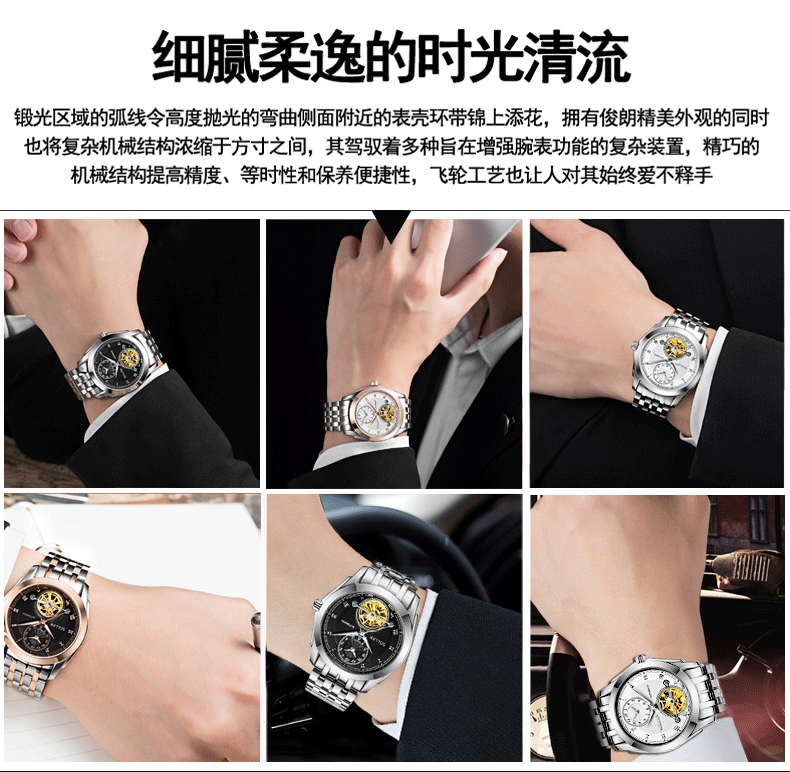 细腻柔逸的时光清流
锻光区域的弧线令高度抛光的弯曲侧面附近的表壳环带锦上添花，拥有俊朗精美外观的同时
也将复杂机械结构浓缩于方寸之间，其驾驭着多种旨在增强腕表功能的复杂装置，精巧的
机械结构提高精度、等时性和保养便捷性，飞轮工艺也让人对其始终爱不释手